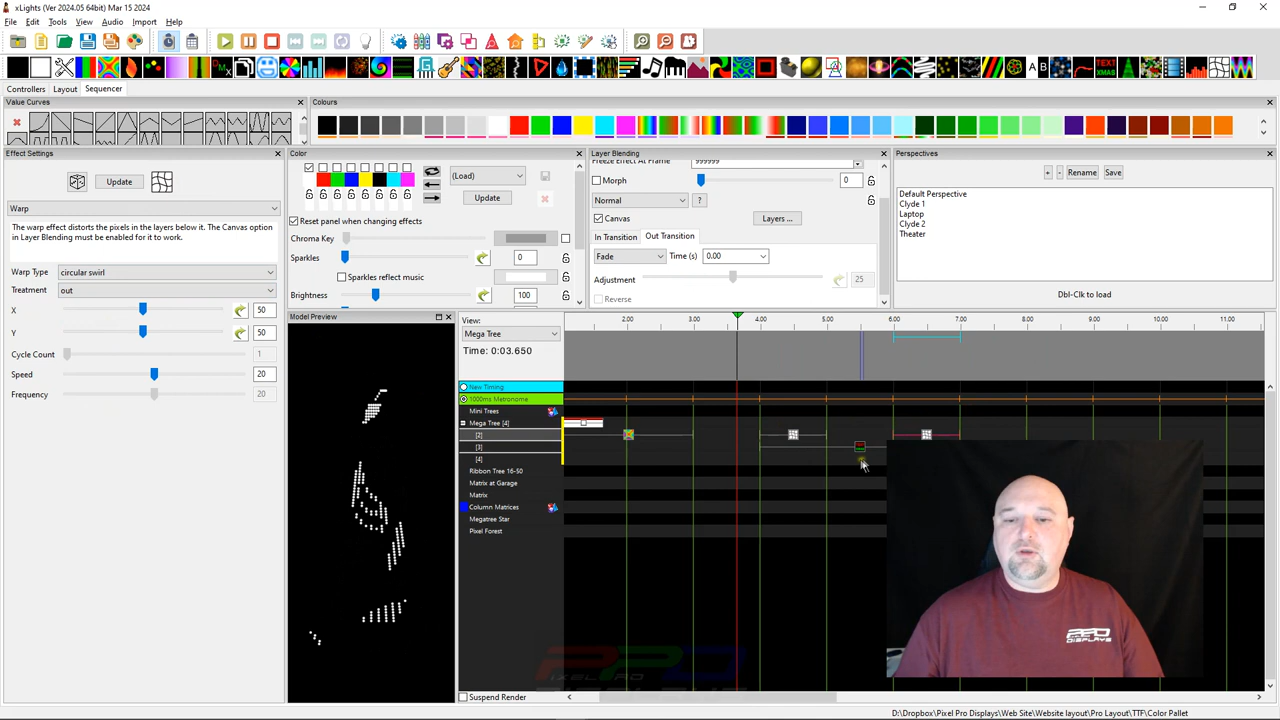 xLights (Ver 2024.05 64bit) Mar 15 2024
File Edit Tools View Audio Import Help
Controllers Layout Sequencer
Value Curves
Colours
Effect Settings
Color
Layer Blending
Perspectives
Update
Warp
The warp effect distorts the pixels in the layers below it. The Canvas option
in Layer Blending must be enabled for it to work.
Warp Type circular swirl
Treatment out
X 50
Y 50
Cycle Count 1
Speed 20
Frequency 20
(Load)
Update
Reset panel when changing effects
Chroma Key
Sparkles 0
Sparkles reflect music
Brightness 100
Freeze Effect At Frame 999999
Morph 0
Normal ?
Canvas Layers ...
In Transition Out Transition
Fade Time (s) 0.00
Adjustment 25
Reverse
+ - Rename Save
Default Perspective
Clyde 1
Laptop
Clyde 2
Theater
Dbl-Clk to load
Model Preview
View:
Mega Tree
Time: 0:03.650
2.00 4.00 5.00 6.00 7.00 8.00 9.00 10.00 11.00
New Timing
1000ms Metronome
Mini Trees
Mega Tree [4]
[2]
[3]
[4]
Ribbon Tree 16-50
Matrix at Garage
Matrix
Column Matrices
Megatree Star
Pixel Forest
PPD
DISPLAYS
Suspend Render
D:\Dropbox\Pixel Pro Displays\Web Site\Website layout\Pro Layout\TTF\Color Pallet